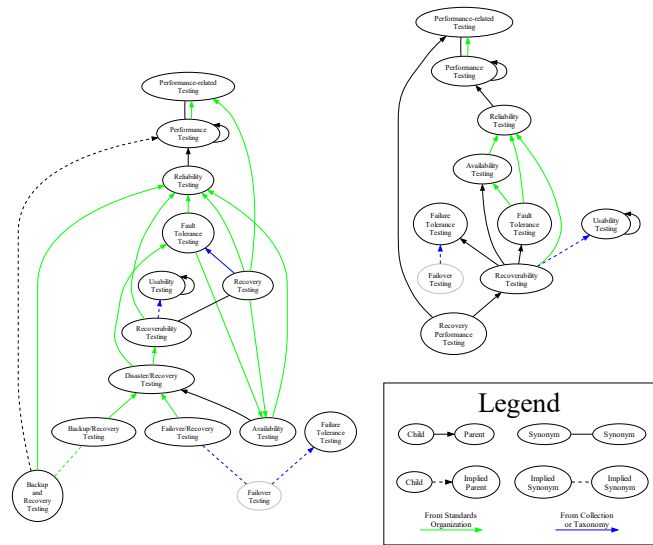 Performance-related
Testing
Performance
Testing
Reliability
Testing
Fault
Tolerance
Testing
Usability
Testing
Recovery
Testing
Recoverability
Testing
Disaster/Recovery
Testing
Backup/Recovery
Testing
Failover/Recovery
Testing
Availability
Testing
Failure
Tolerance
Testing
Backup
and
Recovery
Testing
Failover
Testing
Performance-related
Testing
Performance
Testing
Reliability
Testing
Availability
Testing
Failure
Tolerance
Testing
Fault
Tolerance
Testing
Usability
Testing
Failover
Testing
Recoverability
Testing
Recovery
Performance
Testing
Legend
Child
Parent
Synonym
Synonym
Child
Implied
Parent
Implied
Synonym
Implied
Synonym
From Standards
Organization
From Collection
or Taxonomy